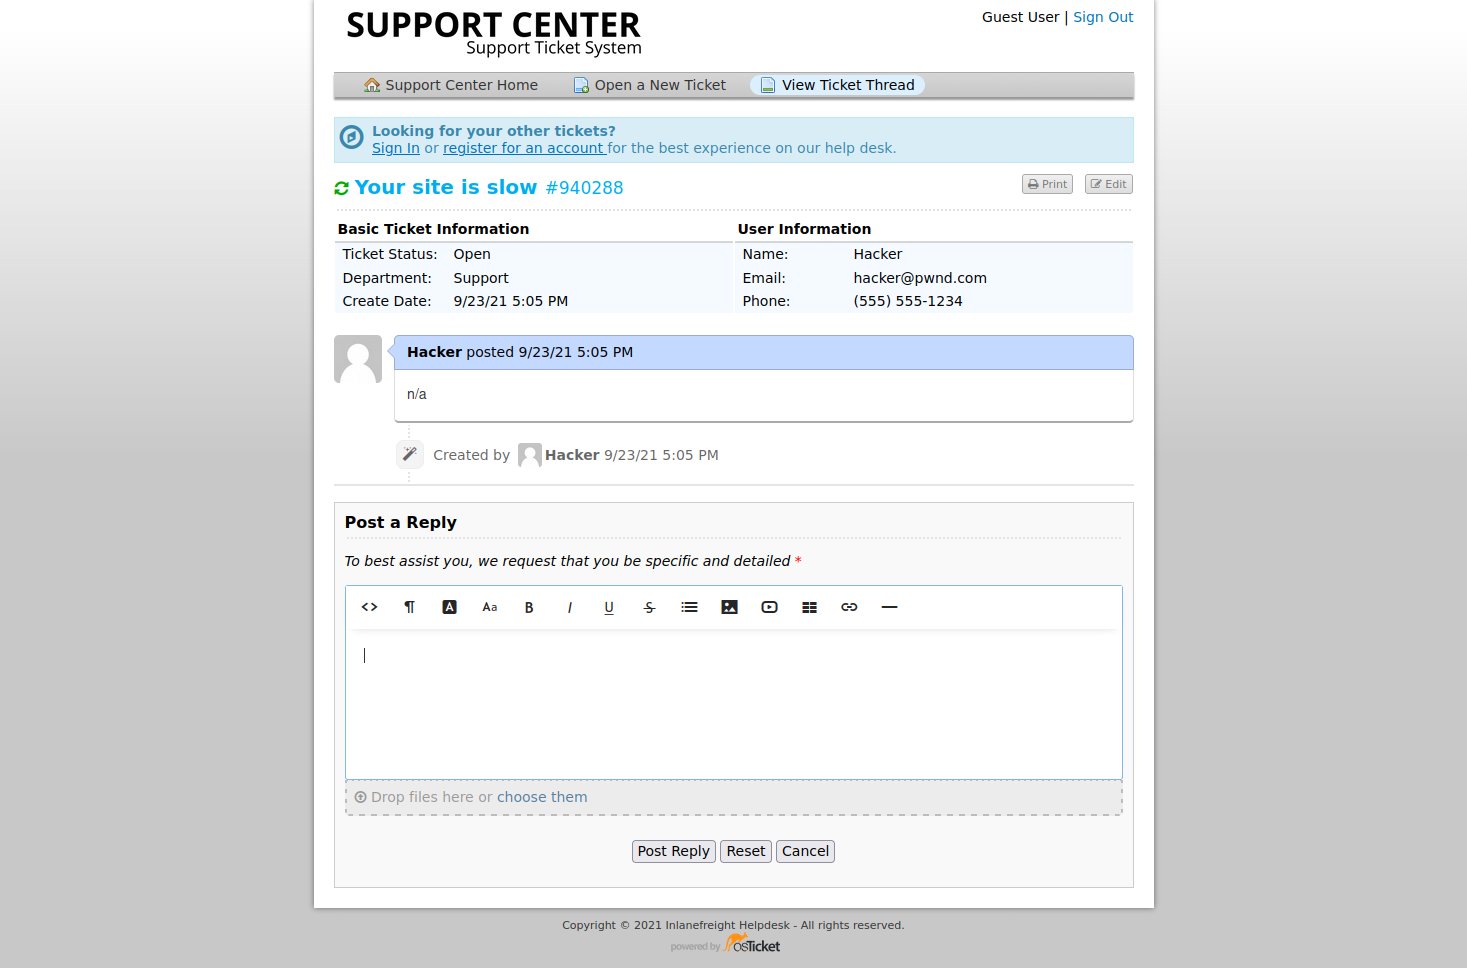 SUPPORT CENTER
Support Ticket System
Guest User | Sign Out
Support Center Home
Open a New Ticket
View Ticket Thread
Looking for your other tickets?
Sign In or register for an account for the best experience on our help desk.
Your site is slow #940288
Print
Edit
Basic Ticket Information
Ticket Status: Open
Department: Support
Create Date: 9/23/21 5:05 PM
User Information
Name: Hacker
Email: hacker@pwnd.com
Phone: (555) 555-1234
Hacker posted 9/23/21 5:05 PM
n/a
Created by Hacker 9/23/21 5:05 PM
Post a Reply
To best assist you, we request that you be specific and detailed *
<> ¶ A Aa B I U S
Drop files here or choose them
Post Reply
Reset
Cancel
Copyright © 2021 Inlanefreight Helpdesk - All rights reserved.
powered by osTicket